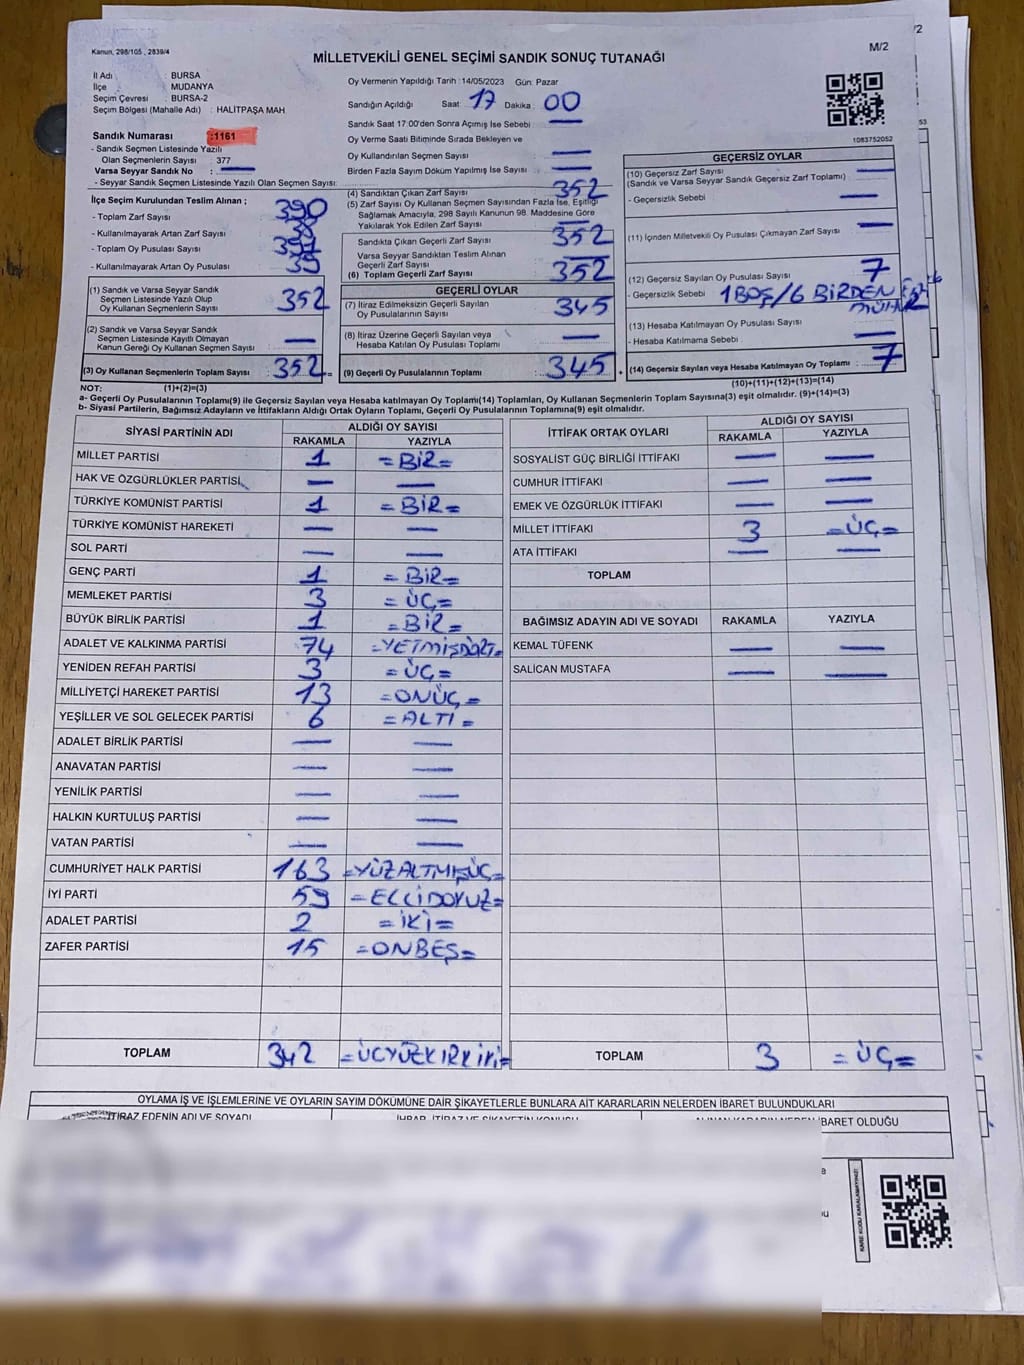 Kanun, 298/105 , 2839/4
M/2
MİLLETVEKİLİ GENEL SEÇİMİ SANDIK SONUÇ TUTANAĞI
İl Adı : BURSA
İlçe : MUDANYA
Seçim Çevresi : BURSA-2
Seçim Bölgesi (Mahalle Adı) : HALİTPAŞA MAH
Sandık Numarası :1161
- Sandık Seçmen Listesinde Yazılı
Olan Seçmenlerin Sayısı : 377
Varsa Seyyar Sandık No : —
- Seyyar Sandık Seçmen Listesinde Yazılı Olan Seçmen Sayısı:
İlçe Seçim Kurulundan Teslim Alınan ;
- Toplam Zarf Sayısı : 390
- Kullanılmayarak Artan Zarf Sayısı : 38
- Toplam Oy Pusulası Sayısı :
- Kullanılmayarak Artan Oy Pusulası :
(1) Sandık ve Varsa Seyyar Sandık
Seçmen Listesinde Yazılı Olup
Oy Kullanan Seçmenlerin Sayısı : 352
(2) Sandık ve Varsa Seyyar Sandık
Seçmen Listesinde Kayıtlı Olmayan
Kanun Gereği Oy Kullanan Seçmen Sayısı : —
(3) Oy Kullanan Seçmenlerin Toplam Sayısı : 352
Oy Vermenin Yapıldığı Tarih : 14/05/2023 Gün: Pazar
Sandığın Açıldığı Saat: 17 Dakika : 00
Sandık Saat 17:00'den Sonra Açımış İse Sebebi : —
Oy Verme Saati Bitiminde Sırada Bekleyen ve
Oy Kullandırılan Seçmen Sayısı : —
Birden Fazla Sayım Döküm Yapılmış İse Sayısı : —
(4) Sandıktan Çıkan Zarf Sayısı : 352
(5) Zarf Sayısı Oy Kullanan Seçmen Sayısından Fazla İse, Eşitliği
Sağlamak Amacıyla, 298 Sayılı Kanunun 98. Maddesine Göre
Yakılarak Yok Edilen Zarf Sayısı : —
Sandıkta Çıkan Geçerli Zarf Sayısı : 352
Varsa Seyyar Sandıktan Teslim Alınan
Geçerli Zarf Sayısı : —
(6) Toplam Geçerli Zarf Sayısı : 352
GEÇERLİ OYLAR
(7) İtiraz Edilmeksizin Geçerli Sayılan
Oy Pusulalarının Sayısı : 345
(8) İtiraz Üzerine Geçerli Sayılan veya
Hesaba Katılan Oy Pusulası Toplamı : —
(9) Geçerli Oy Pusulalarının Toplamı : 345
1083752052
GEÇERSİZ OYLAR
(10) Geçersiz Zarf Sayısı : —
(Sandık ve Varsa Seyyar Sandık Geçersiz Zarf Toplamı)
- Geçersizlik Sebebi : —
(11) İçinden Milletvekili Oy Pusulası Çıkmayan Zarf Sayısı : —
(12) Geçersiz Sayılan Oy Pusulası Sayısı : 7
- Geçersizlik Sebebi : 1 BOŞ/6 BİRDEN
(13) Hesaba Katılmayan Oy Pusulası Sayısı : —
- Hesaba Katılmama Sebebi : —
(14) Geçersiz Sayılan veya Hesaba Katılmayan Oy Toplamı : 7
NOT: (1)+(2)=(3) (10)+(11)+(12)+(13)=(14)
a- Geçerli Oy Pusulalarının Toplamı(9) ile Geçersiz Sayılan veya Hesaba katılmayan Oy Toplamı(14) Toplamları, Oy Kullanan Seçmenlerin Toplam Sayısına(3) eşit olmalıdır. (9)+(14)=(3)
b- Siyasi Partilerin, Bağımsız Adayların ve İttifakların Aldığı Ortak Oyların Toplamı, Geçerli Oy Pusulalarının Toplamına(9) eşit olmalıdır.
SİYASİ PARTİNİN ADI ALDIĞI OY SAYISI
RAKAMLA YAZIYLA
MİLLET PARTİSİ 1 =BİR=
HAK VE ÖZGÜRLÜKLER PARTİSİ — —
TÜRKİYE KOMÜNİST PARTİSİ 1 =BİR=
TÜRKİYE KOMÜNİST HAREKETİ — —
SOL PARTİ — —
GENÇ PARTİ 1 =BİR=
MEMLEKET PARTİSİ 3 =ÜÇ=
BÜYÜK BİRLİK PARTİSİ 1 =BİR=
ADALET VE KALKINMA PARTİSİ 74 =YETMİŞDÖRT=
YENİDEN REFAH PARTİSİ 3 =ÜÇ=
MİLLİYETÇİ HAREKET PARTİSİ 13 =ONÜÇ=
YEŞİLLER VE SOL GELECEK PARTİSİ 6 =ALTI=
ADALET BİRLİK PARTİSİ — —
ANAVATAN PARTİSİ — —
YENİLİK PARTİSİ — —
HALKIN KURTULUŞ PARTİSİ — —
VATAN PARTİSİ — —
CUMHURİYET HALK PARTİSİ 163 =YÜZALTMIŞÜÇ=
İYİ PARTİ 59 =ELLİDOKUZ=
ADALET PARTİSİ 2 =İKİ=
ZAFER PARTİSİ 15 =ONBEŞ=
TOPLAM 342 =ÜÇYÜZKIRKİKİ=
İTTİFAK ORTAK OYLARI ALDIĞI OY SAYISI
RAKAMLA YAZIYLA
SOSYALİST GÜÇ BİRLİĞİ İTTİFAKI — —
CUMHUR İTTİFAKI — —
EMEK VE ÖZGÜRLÜK İTTİFAKI — —
MİLLET İTTİFAKI 3 =ÜÇ=
ATA İTTİFAKI — —
TOPLAM
BAĞIMSIZ ADAYIN ADI VE SOYADI RAKAMLA YAZIYLA
KEMAL TÜFENK — —
SALİCAN MUSTAFA — —
TOPLAM 3 =ÜÇ=
OYLAMA İŞ VE İŞLEMLERİNE VE OYLARIN SAYIM DÖKÜMÜNE DAİR ŞİKAYETLERLE BUNLARA AİT KARARLARIN NELERDEN İBARET BULUNDUKLARI
İTİRAZ EDENİN ADI VE SOYADI İHBAR, İTİRAZ VE ŞİKAYETİN KONUSU ALINAN KARARIN NEDEN İBARET OLDUĞU
KARE KODU KARALAMAYINIZ!